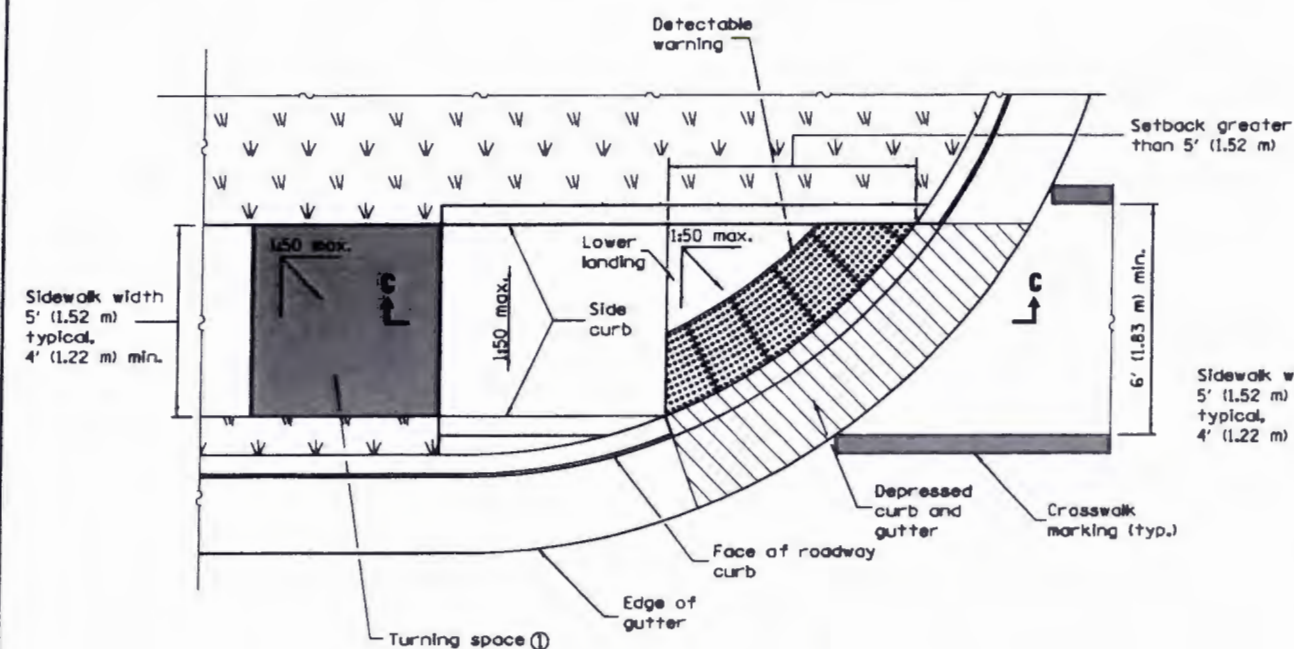 Detectable
warning
Setback greater
than 5' (1.52 m)
1:50 max.
Lower
landing
1:50 max.
C
Side
curb
1:50 max.
C
Sidewalk width
5' (1.52 m)
typical,
4' (1.22 m) min.
6' (1.83 m) min.
Sidewalk w
5' (1.52 m)
typical,
4' (1.22 m)
Depressed
curb and
gutter
Crosswalk
marking (typ.)
Face of roadway
curb
Edge of
gutter
Turning space ①